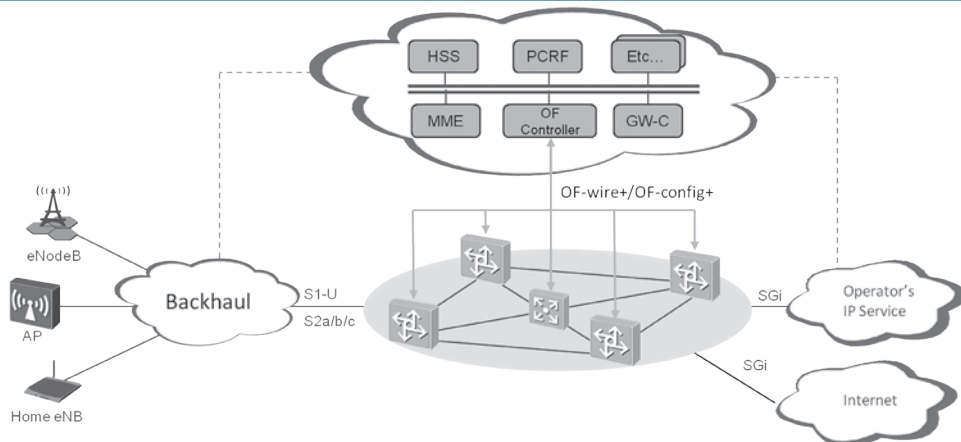 HSS
PCRF
Etc...
MME
OF
Controller
GW-C
OF-wire+/OF-config+
eNodeB
AP
Home eNB
Backhaul
S1-U
S2a/b/c
SGi
Operator's
IP Service
SGi
Internet